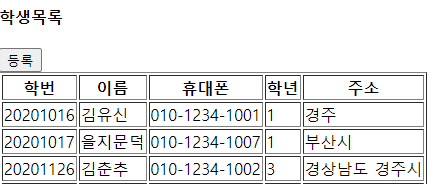 학생목록
등록
학번 이름 휴대폰 학년 주소
20201016 김유신 010-1234-1001 1 경주
20201017 을지문덕 010-1234-1007 1 부산시
20201126 김춘추 010-1234-1002 3 경상남도 경주시